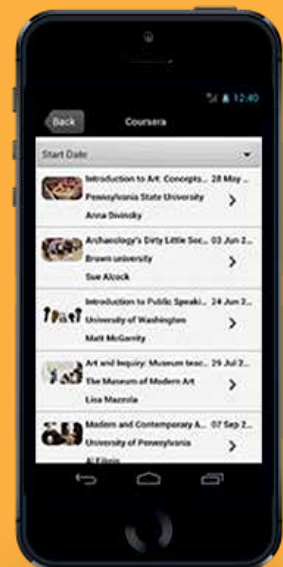 12:40
Back Coursera
Start Date
Introduction to Art: Concepts... 28 May ...
Pennsylvania State University
Anna Divinsky
Archaeology's Dirty Little Sec... 03 Jun 2...
Brown university
Sue Alcock
Introduction to Public Speaki... 24 Jun 2...
University of Washington
Matt McGarrity
Art and Inquiry: Museum teac... 29 Jul 2...
The Museum of Modern Art
Lisa Mazzola
Modern and Contemporary A... 07 Sep 2...
University of Pennsylvania
Al Filreis